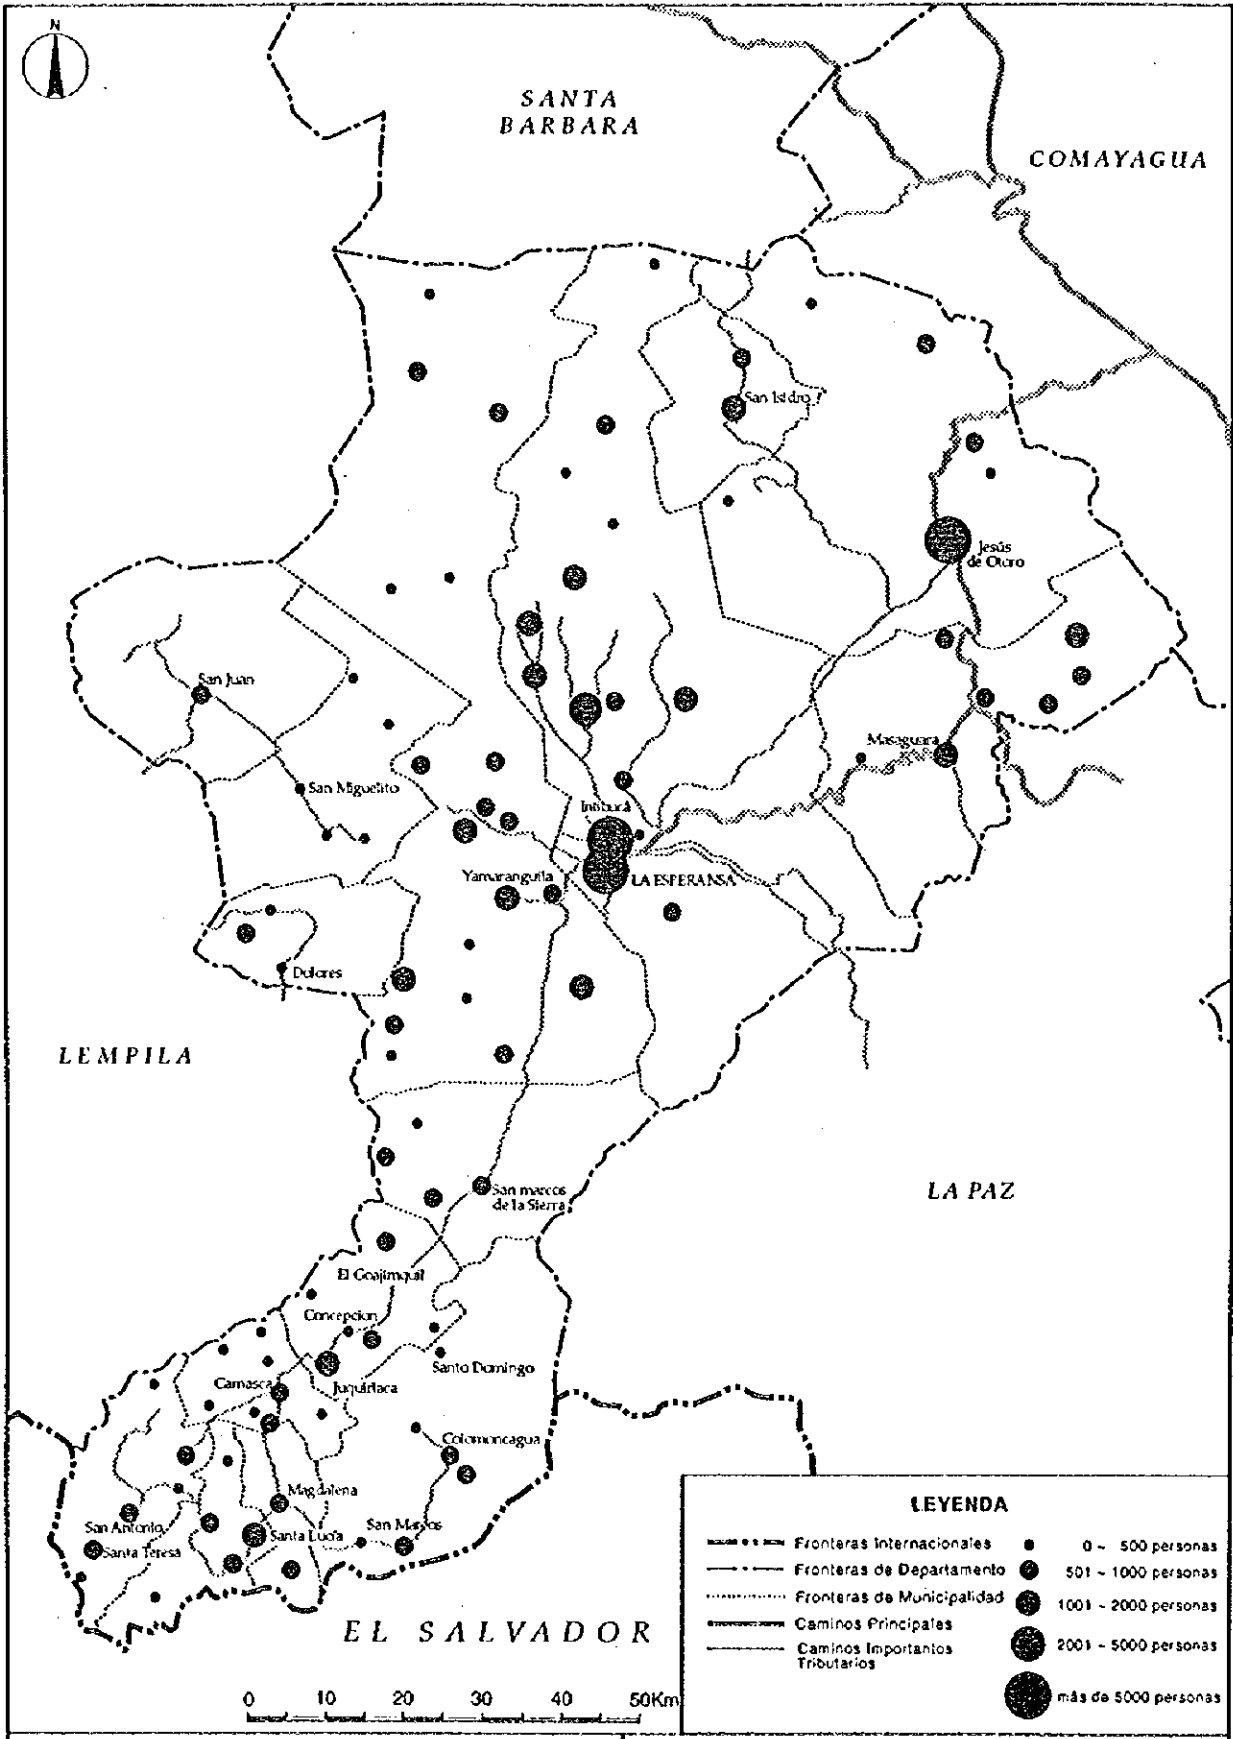 N
SANTA
BARBARA
COMAYAGUA
San Isidro
Jesús
de Otoro
San Juan
Masaguara
San Miguelito
Intibucá
Yamaranguila
LA ESPERANSA
Dolores
LEMPILA
San marcos
de la Sierra
LA PAZ
El Goajiniquil
Concepcion
Santo Domingo
Camasca
Colomoncagua
Magdalena
San Antonio
Santa Lucía
San Marcos
Santa Teresa
EL SALVADOR
0 10 20 30 40 50Km
LEYENDA
Fronteras Internacionales
0 ~ 500 personas
Fronteras de Departamento
501 ~ 1000 personas
Fronteras de Municipalidad
1001 ~ 2000 personas
Caminos Principales
Caminos Importantos
Tributarios
2001 ~ 5000 personas
más de 5000 personas